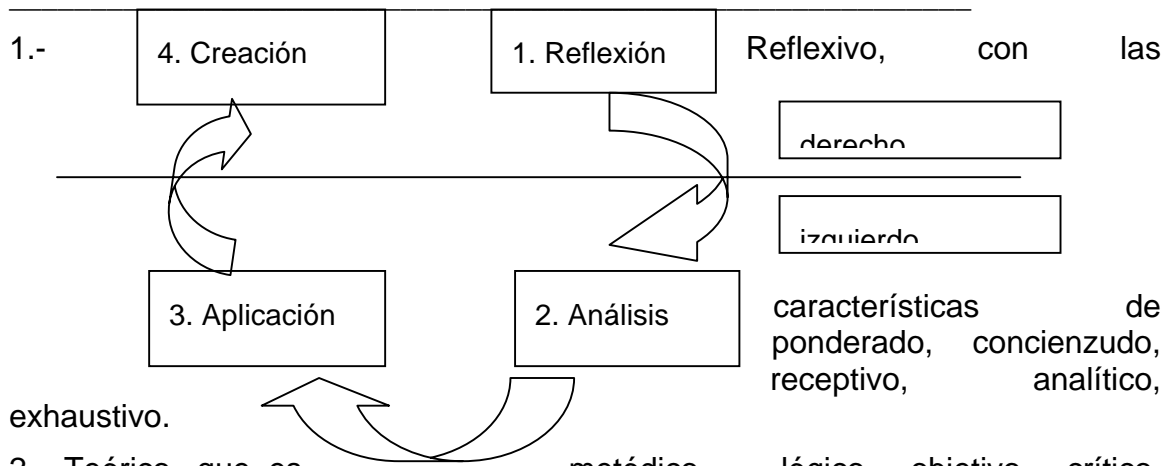 1.- Reflexivo, con las
4. Creación
1. Reflexión
derecho
izquierdo
3. Aplicación
2. Análisis
características de
ponderado, concienzudo,
receptivo, analítico,
exhaustivo.
2. Teórico que es metódico, lógico, objetivo, crítico,